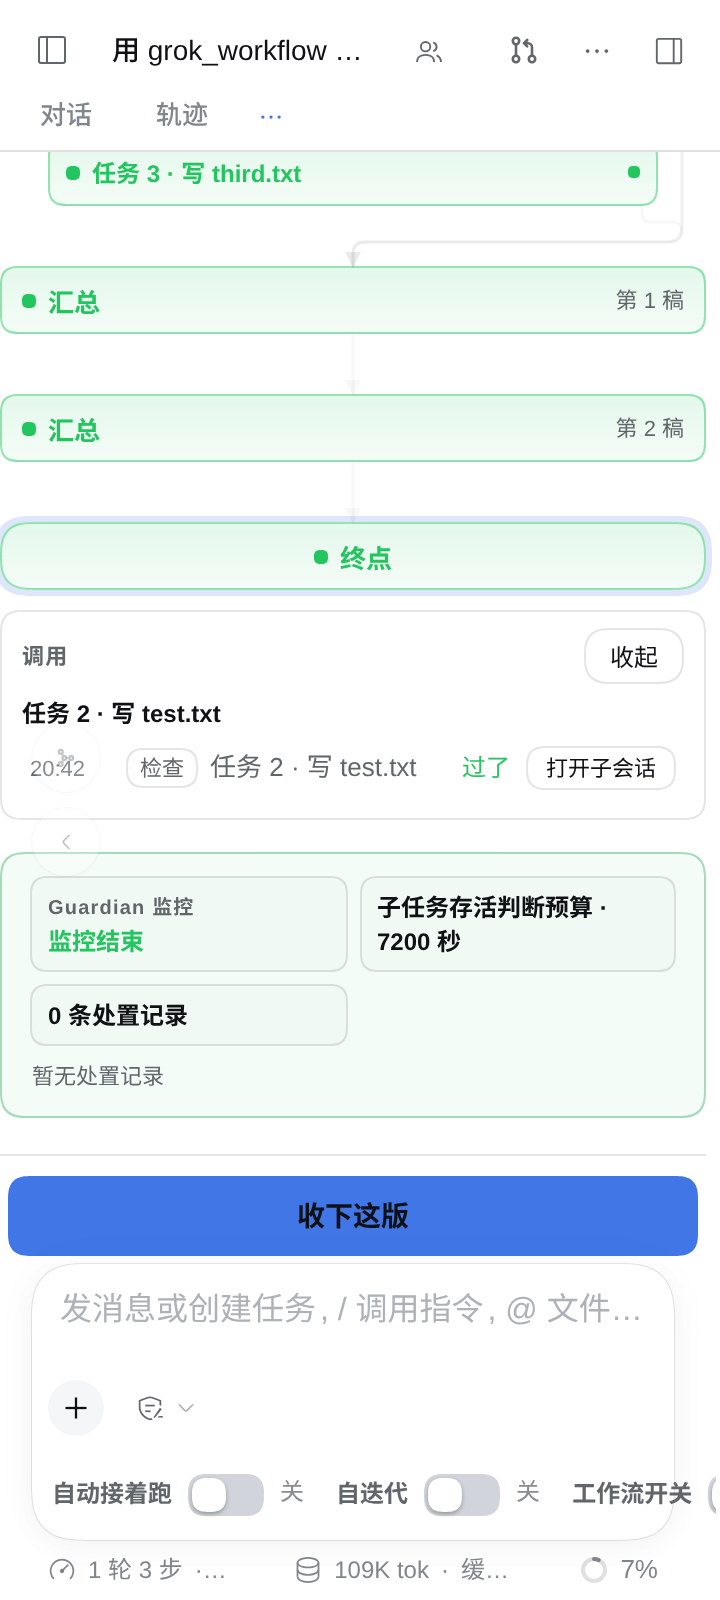 用 grok_workflow …
对话 轨迹 …
任务 3 · 写 third.txt
汇总 第 1 稿
汇总 第 2 稿
终点
调用 收起
任务 2 · 写 test.txt
20:42 检查 任务 2 · 写 test.txt 过了 打开子会话
Guardian 监控
监控结束
子任务存活判断预算 ·
7200 秒
0 条处置记录
暂无处置记录
收下这版
发消息或创建任务, / 调用指令, @ 文件…
自动接着跑 关 自迭代 关 工作流开关
1 轮 3 步 ·… 109K tok · 缓… 7%